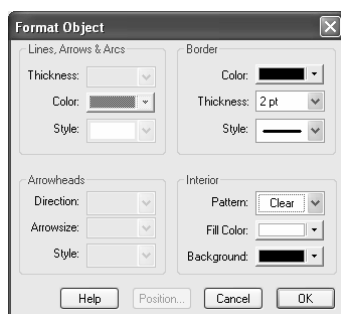 Format Object
Lines, Arrows & Arcs
Thickness:
Color:
Style:
Border
Color:
Thickness: 2 pt
Style:
Arrowheads
Direction:
Arrowsize:
Style:
Interior
Pattern: Clear
Fill Color:
Background:
Help Position... Cancel OK